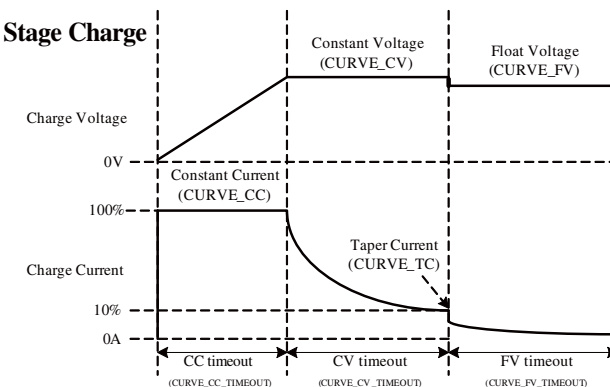 Stage Charge
Constant Voltage
(CURVE_CV)
Float Voltage
(CURVE_FV)
Charge Voltage
0V
Constant Current
(CURVE_CC)
100%
Taper Current
(CURVE_TC)
Charge Current
10%
0A
CC timeout
CV timeout
FV timeout
(CURVE_CC_TIMEOUT)
(CURVE_CV_TIMEOUT)
(CURVE_FV_TIMEOUT)